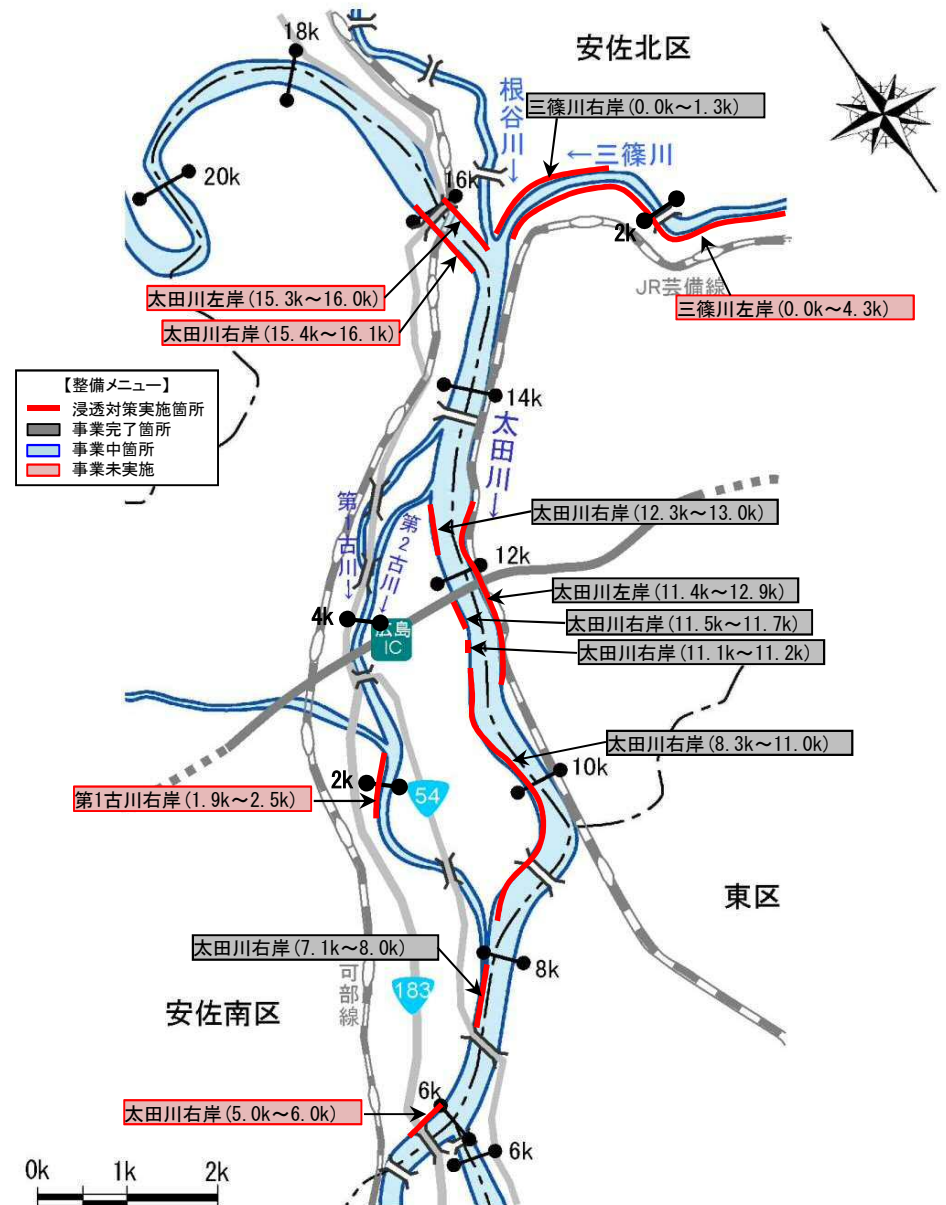 18k
安佐北区
根谷川↓
三篠川右岸(0.0k~1.3k)
←三篠川
20k
16k
2k
JR芸備線
太田川左岸(15.3k~16.0k)
三篠川左岸(0.0k~4.3k)
太田川右岸(15.4k~16.1k)
【整備メニュー】
浸透対策実施箇所
事業完了箇所
事業中箇所
事業未実施
14k
太田川↓
第1古川↓
第2古川↓
太田川右岸(12.3k~13.0k)
12k
太田川左岸(11.4k~12.9k)
4k
太田川右岸(11.5k~11.7k)
広島
IC
太田川右岸(11.1k~11.2k)
太田川右岸(8.3k~11.0k)
10k
2k
54
第1古川右岸(1.9k~2.5k)
東区
太田川右岸(7.1k~8.0k)
8k
可部線
183
安佐南区
6k
太田川右岸(5.0k~6.0k)
6k
0k 1k 2k